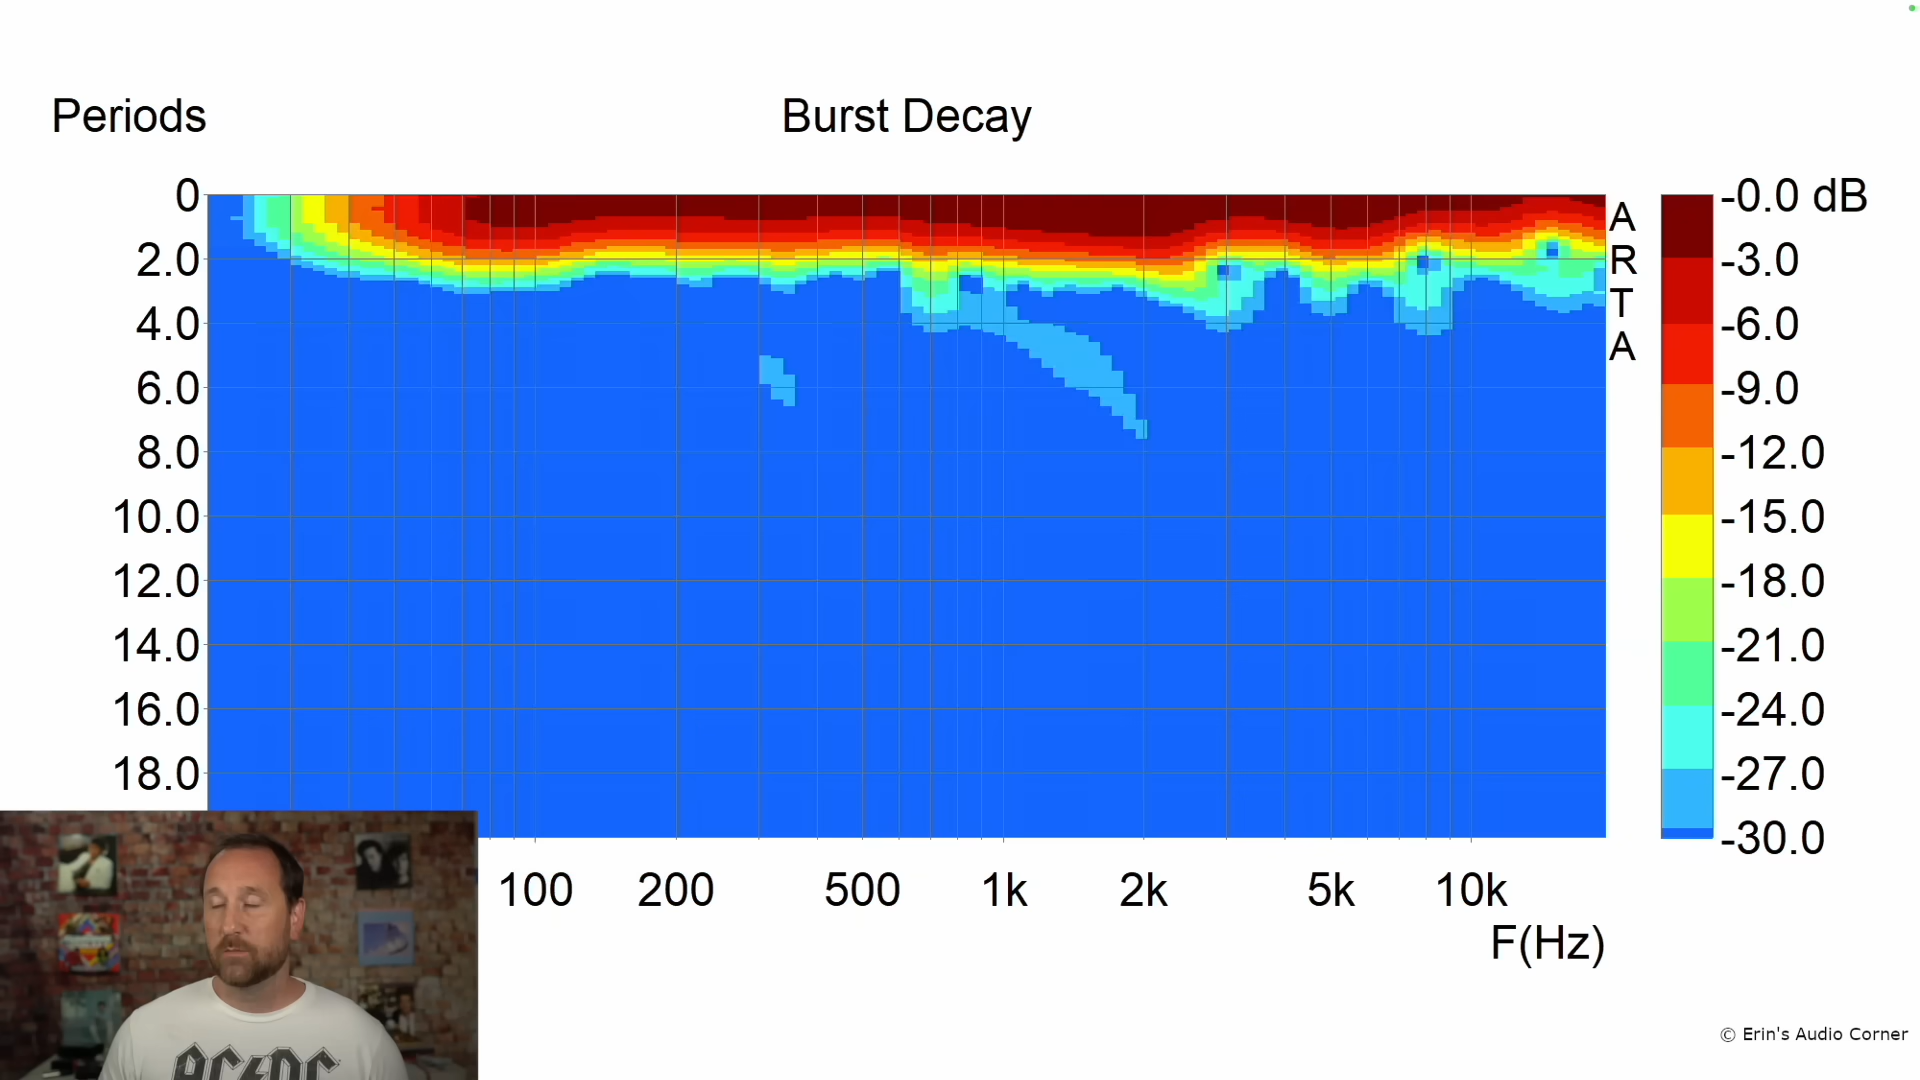 Periods
Burst Decay
0
2.0
4.0
6.0
8.0
10.0
12.0
14.0
16.0
18.0
A
R
T
A
-0.0 dB
-3.0
-6.0
-9.0
-12.0
-15.0
-18.0
-21.0
-24.0
-27.0
-30.0
100 200 500 1k 2k 5k 10k
F(Hz)
AC DC
© Erin's Audio Corner